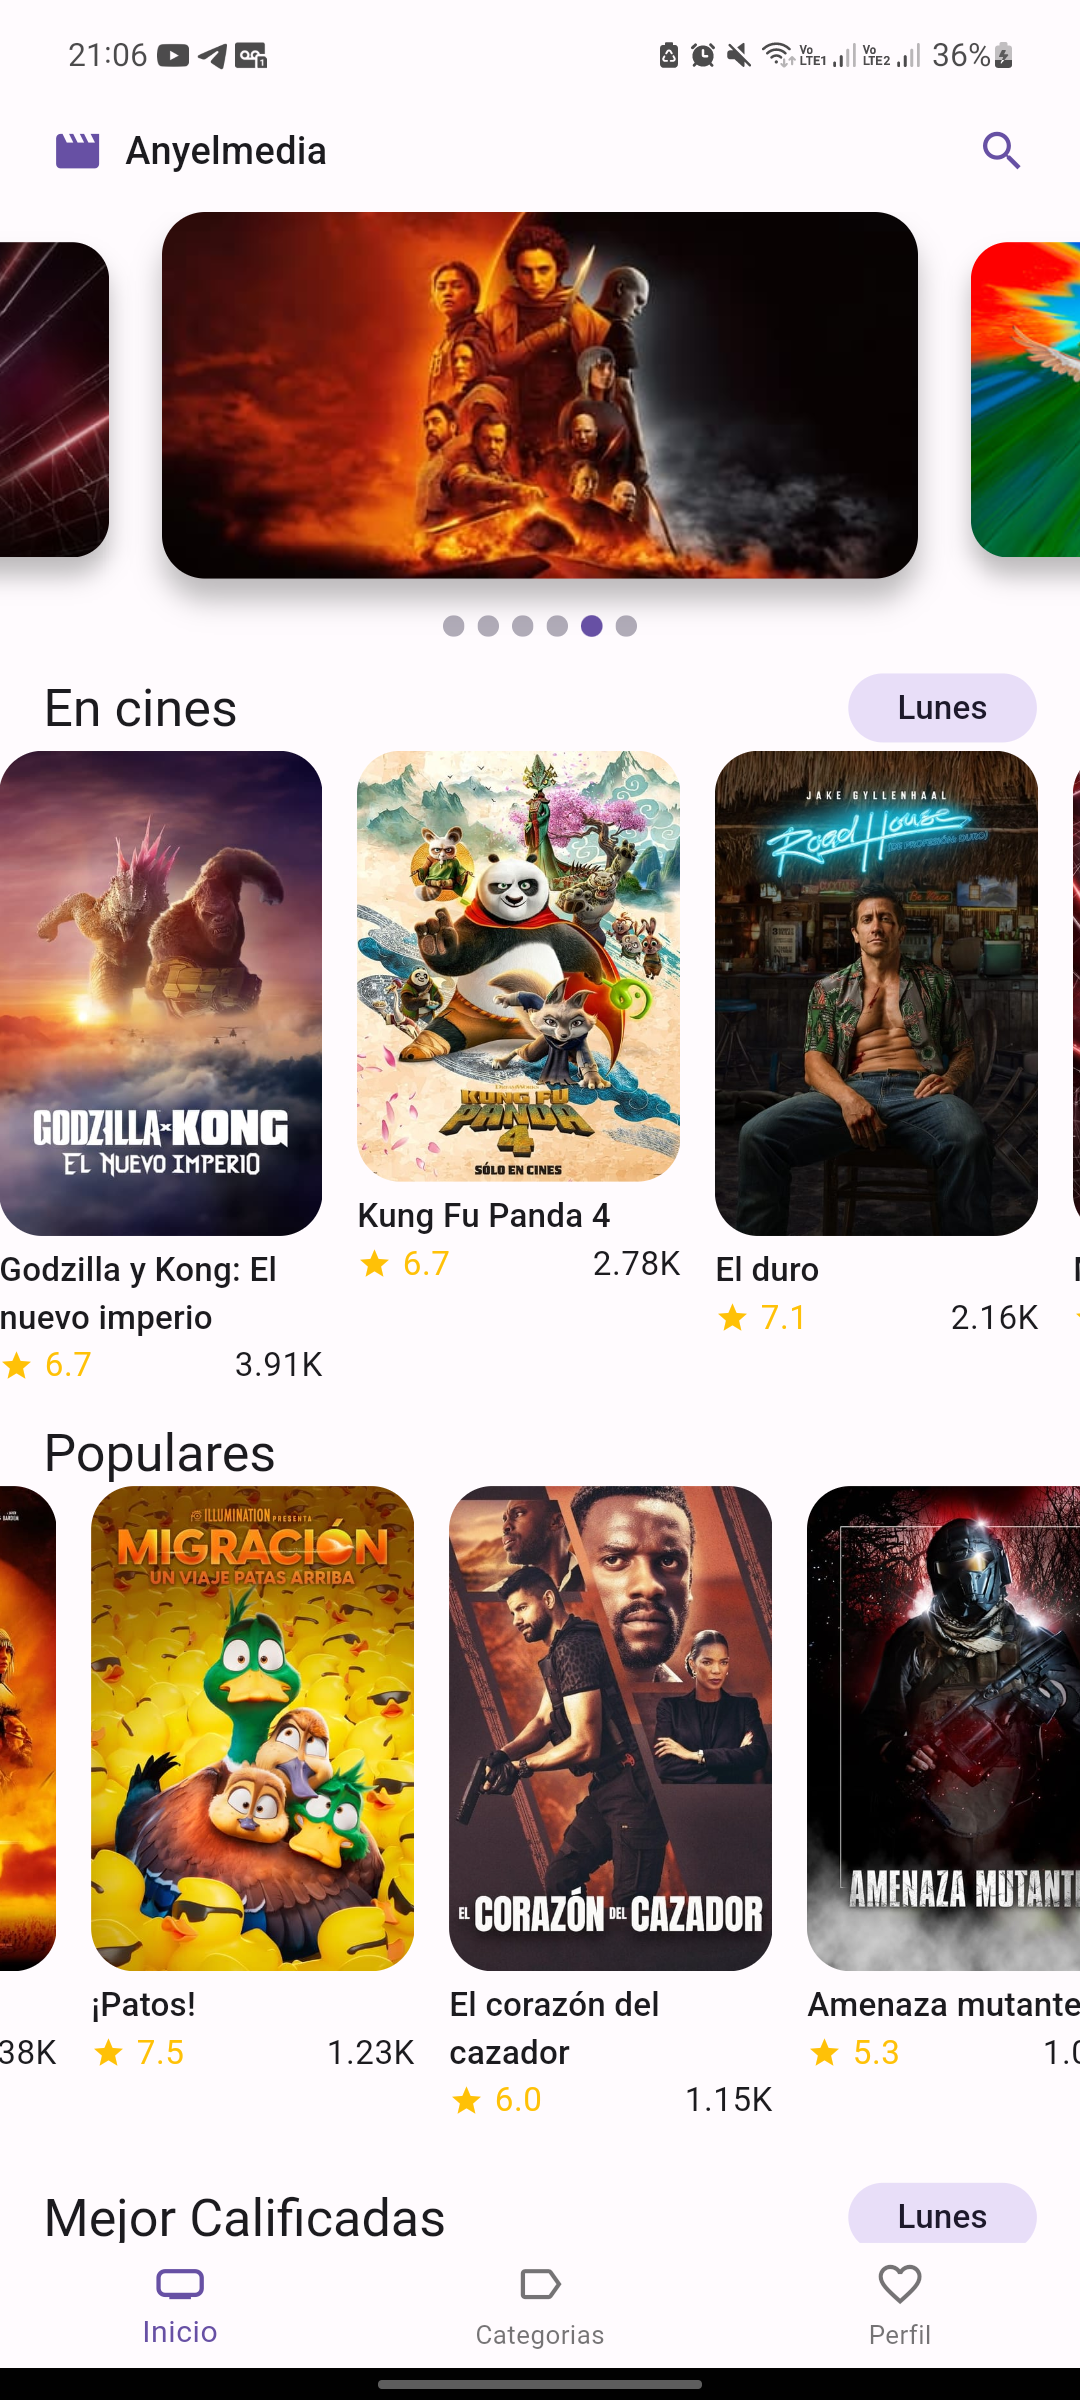 21:06
Vo LTE1 Vo LTE2 36%
Anyelmedia
En cines
Lunes
JAKE GYLLENHAAL
Road House
(DE PROFESIÓN: DURO)
GODZILLA x KONG
EL NUEVO IMPERIO
KUNG FU
PANDA
4
SÓLO EN CINES
Godzilla y Kong: El
nuevo imperio
6.7 3.91K
Kung Fu Panda 4
6.7 2.78K
El duro
7.1 2.16K
Populares
ILLUMINATION PRESENTA
MIGRACIÓN
UN VIAJE PATAS ARRIBA
EL CORAZÓN DEL CAZADOR
AMENAZA MUTANT
38K
¡Patos!
7.5 1.23K
El corazón del
cazador
6.0 1.15K
Amenaza mutante
5.3 1.0
Mejor Calificadas
Lunes
Inicio
Categorias
Perfil